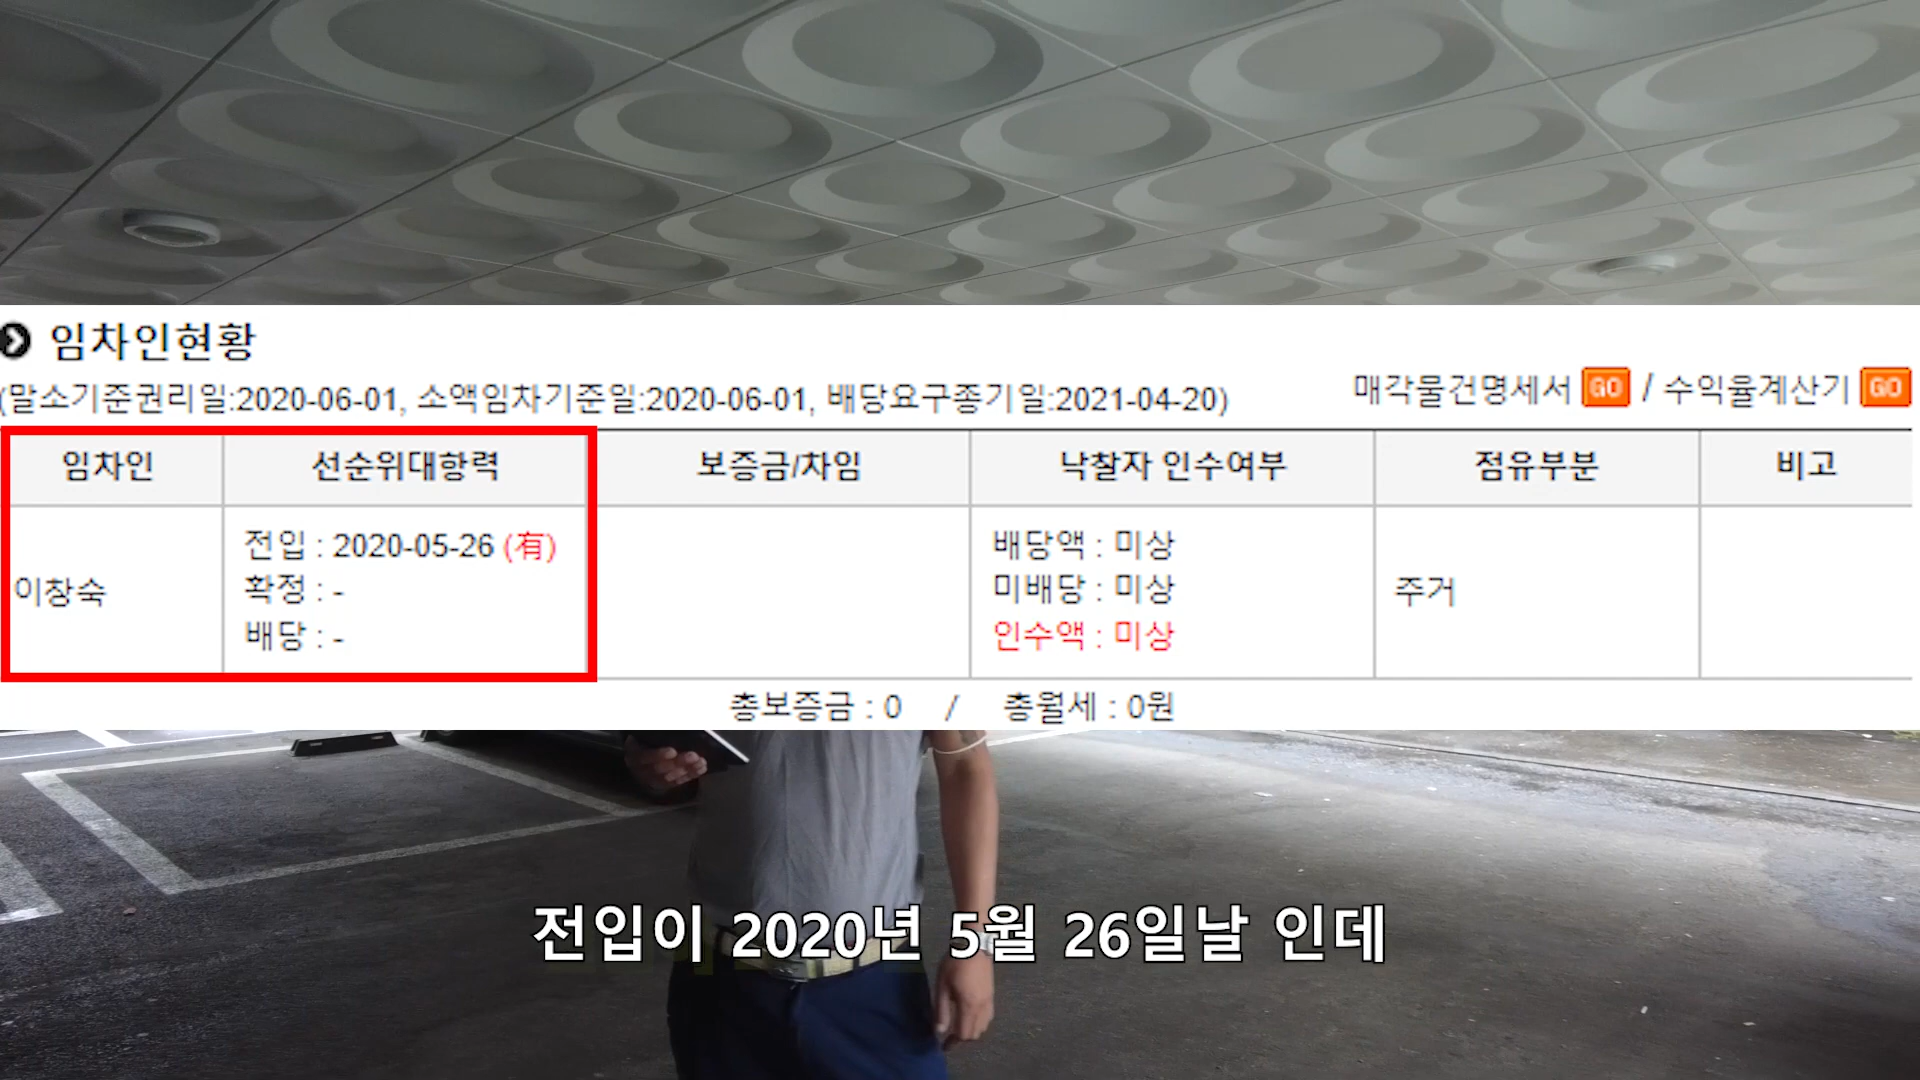 임차인현황
(말소기준권리일:2020-06-01, 소액임차기준일:2020-06-01, 배당요구종기일:2021-04-20)
매각물건명세서 GO / 수익율계산기 GO
임차인 선순위대항력 보증금/차임 낙찰자 인수여부 점유부분 비고
이창숙
전입 : 2020-05-26 (有)
확정 : -
배당 : -
배당액 : 미상
미배당 : 미상
인수액 : 미상
주거
총보증금 : 0 / 총월세 : 0원
전입이 2020년 5월 26일날 인데